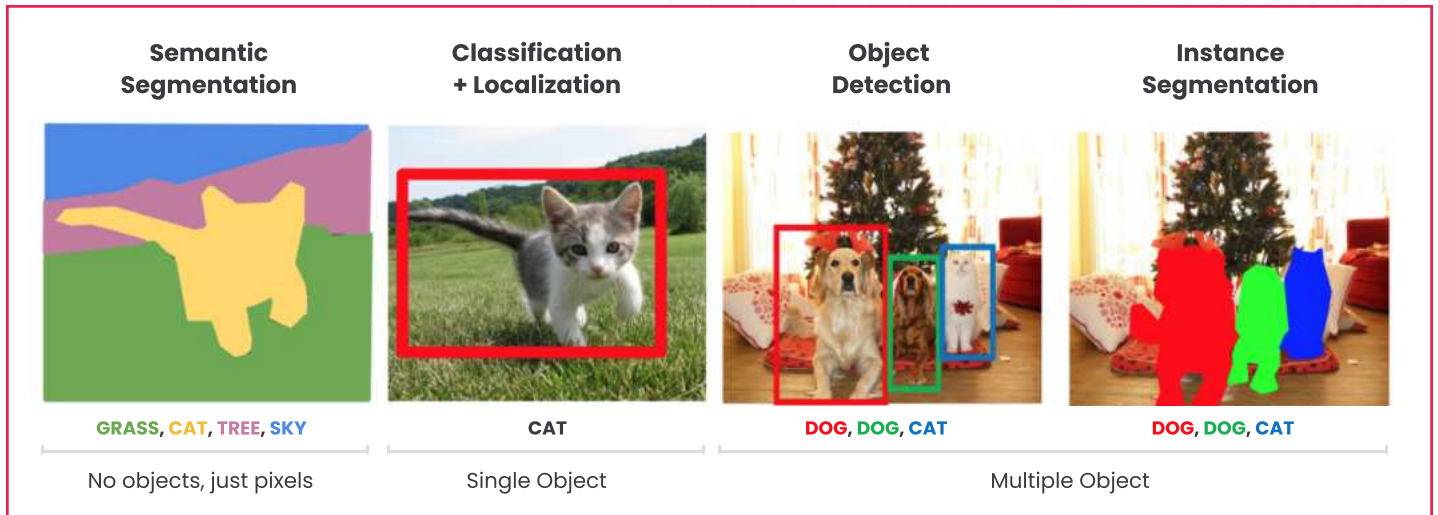 Semantic
Segmentation
Classification
+ Localization
Object
Detection
Instance
Segmentation
GRASS, CAT, TREE, SKY
CAT
DOG, DOG, CAT
DOG, DOG, CAT
No objects, just pixels
Single Object
Multiple Object